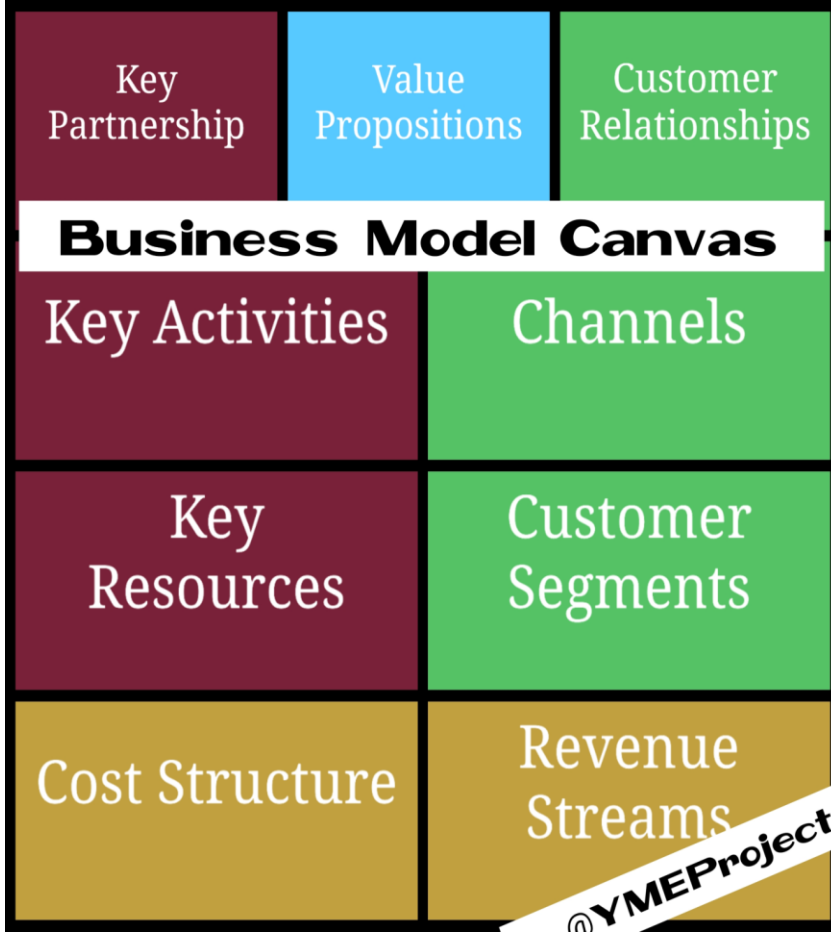 Key
Partnership
Value
Propositions
Customer
Relationships
Business Model Canvas
Key Activities
Channels
Key
Resources
Customer
Segments
Cost Structure
Revenue
Streams
@YMEProject